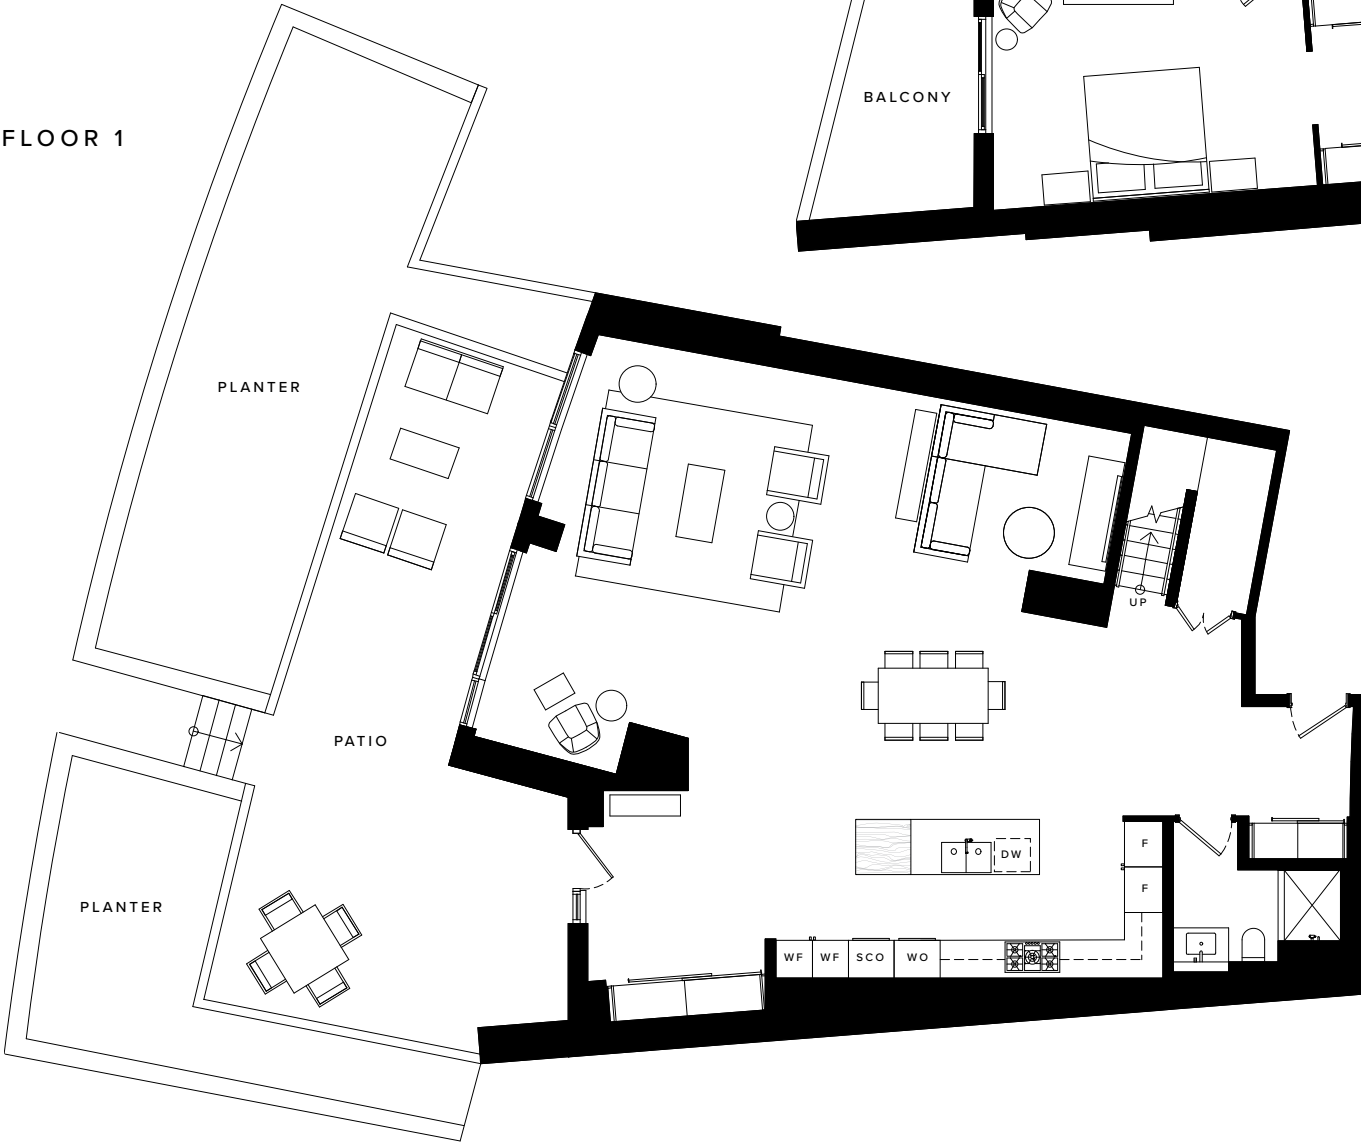 BALCONY
FLOOR 1
PLANTER
UP
PATIO
F
DW
F
PLANTER
WF WF SCO WO